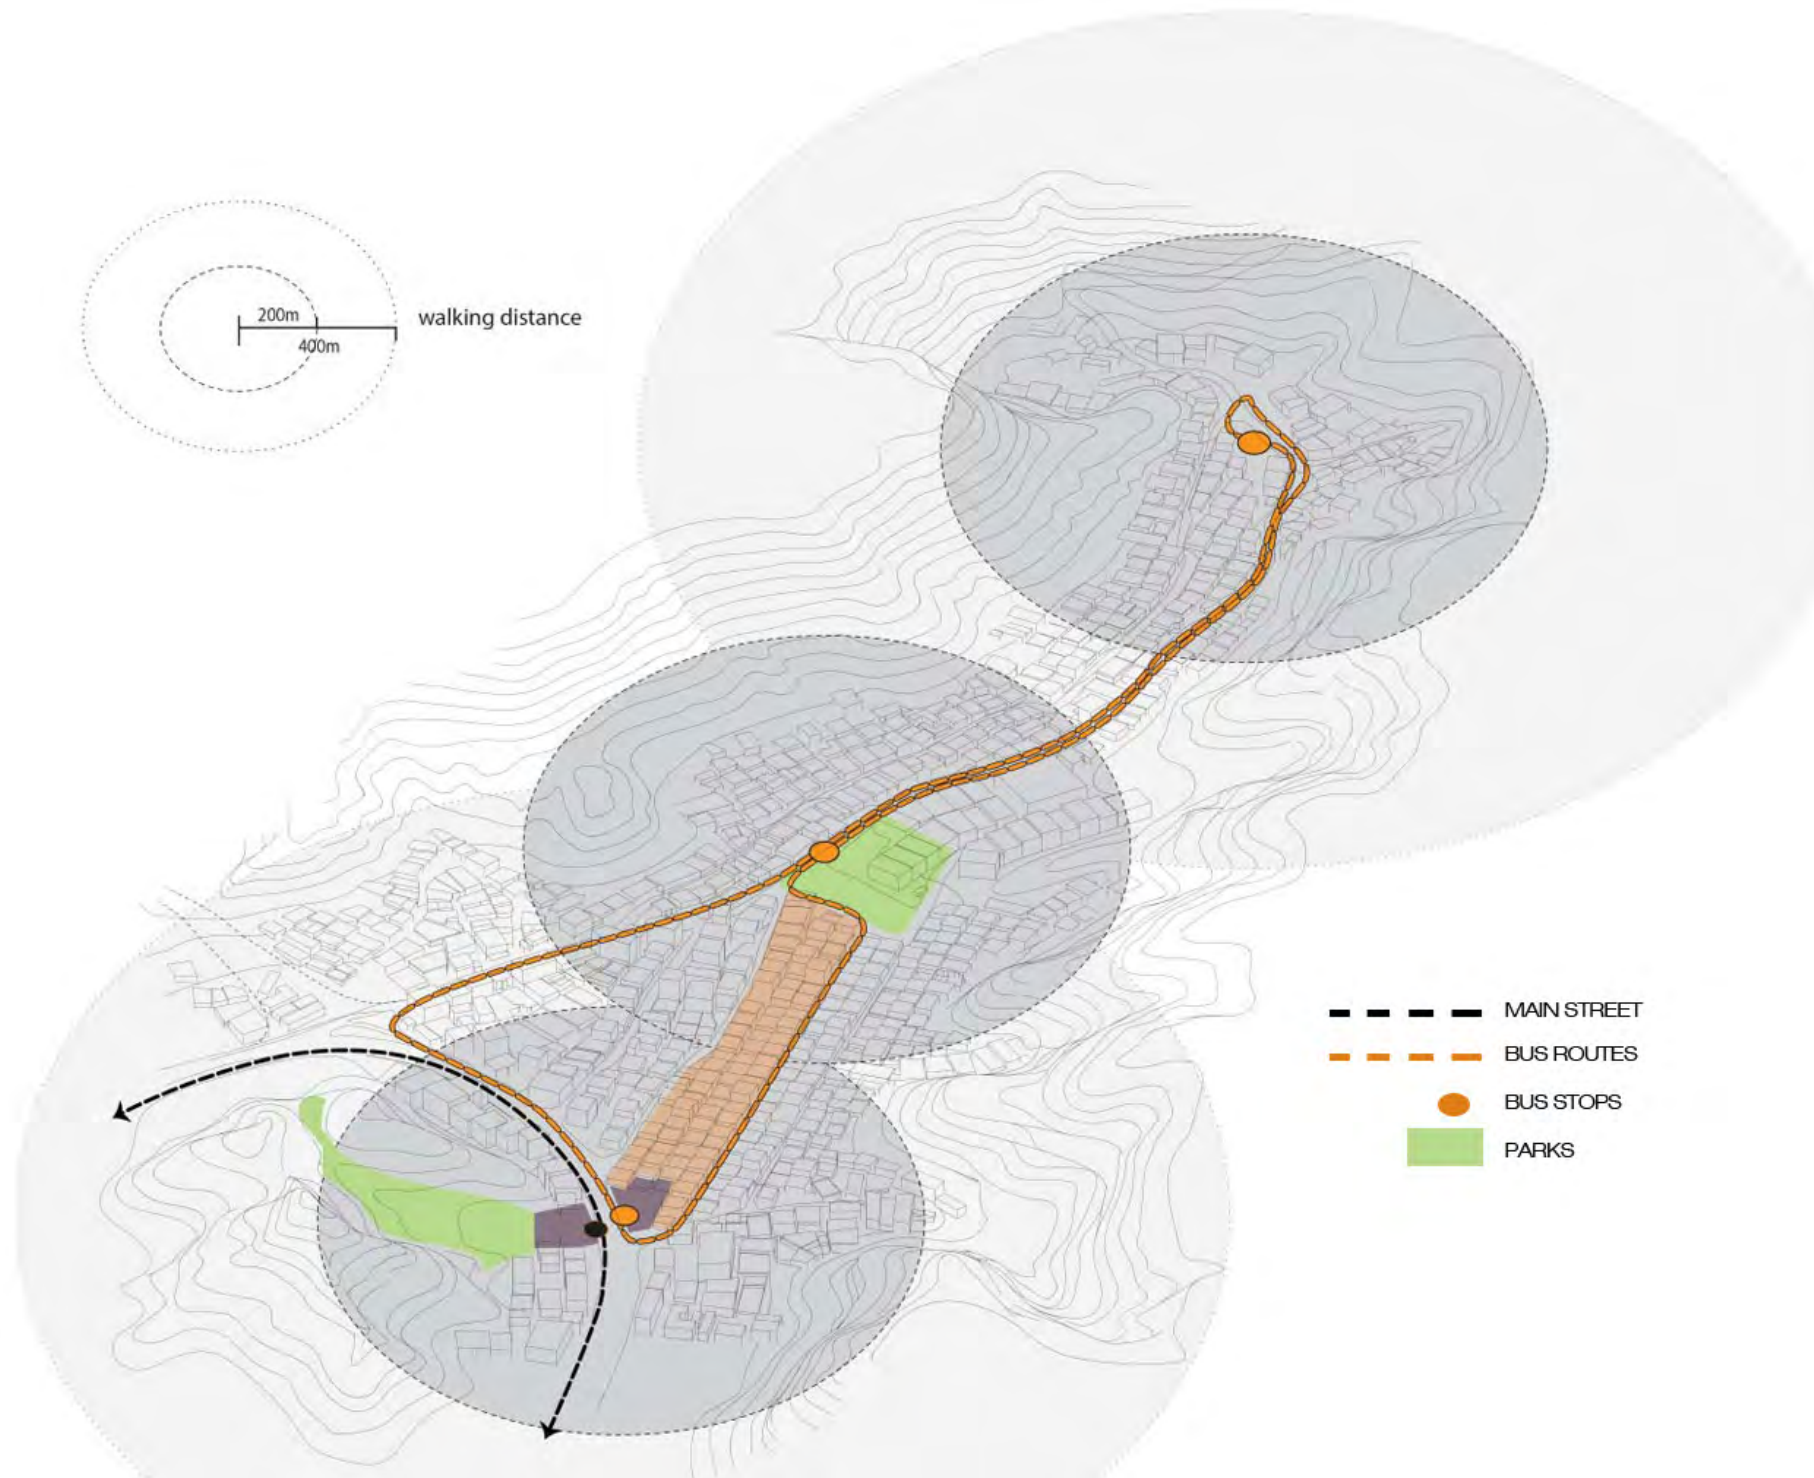 200m
400m
walking distance
MAIN STREET
BUS ROUTES
BUS STOPS
PARKS